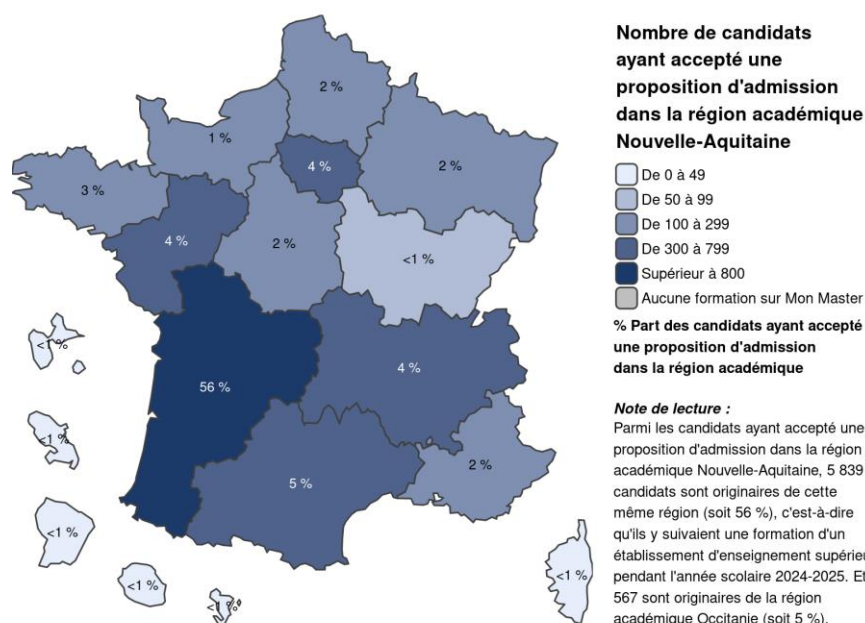 Nombre de candidats
ayant accepté une
proposition d'admission
dans la région académique
Nouvelle-Aquitaine
De 0 à 49
De 50 à 99
De 100 à 299
De 300 à 799
Supérieur à 800
Aucune formation sur Mon Master
% Part des candidats ayant accepté
une proposition d'admission
dans la région académique
Note de lecture :
Parmi les candidats ayant accepté une
proposition d'admission dans la région
académique Nouvelle-Aquitaine, 5 839
candidats sont originaires de cette
même région (soit 56 %), c'est-à-dire
qu'ils y suivaient une formation d'un
établissement d'enseignement supérieu
pendant l'année scolaire 2024-2025. Et
567 sont originaires de la région
académique Occitanie (soit 5 %).
2 %
1 %
4 %
2 %
3 %
4 %
2 %
<1 %
<1 %
56 %
4 %
<1 %
5 %
2 %
<1 %
<1 %
<1 %
<1 %